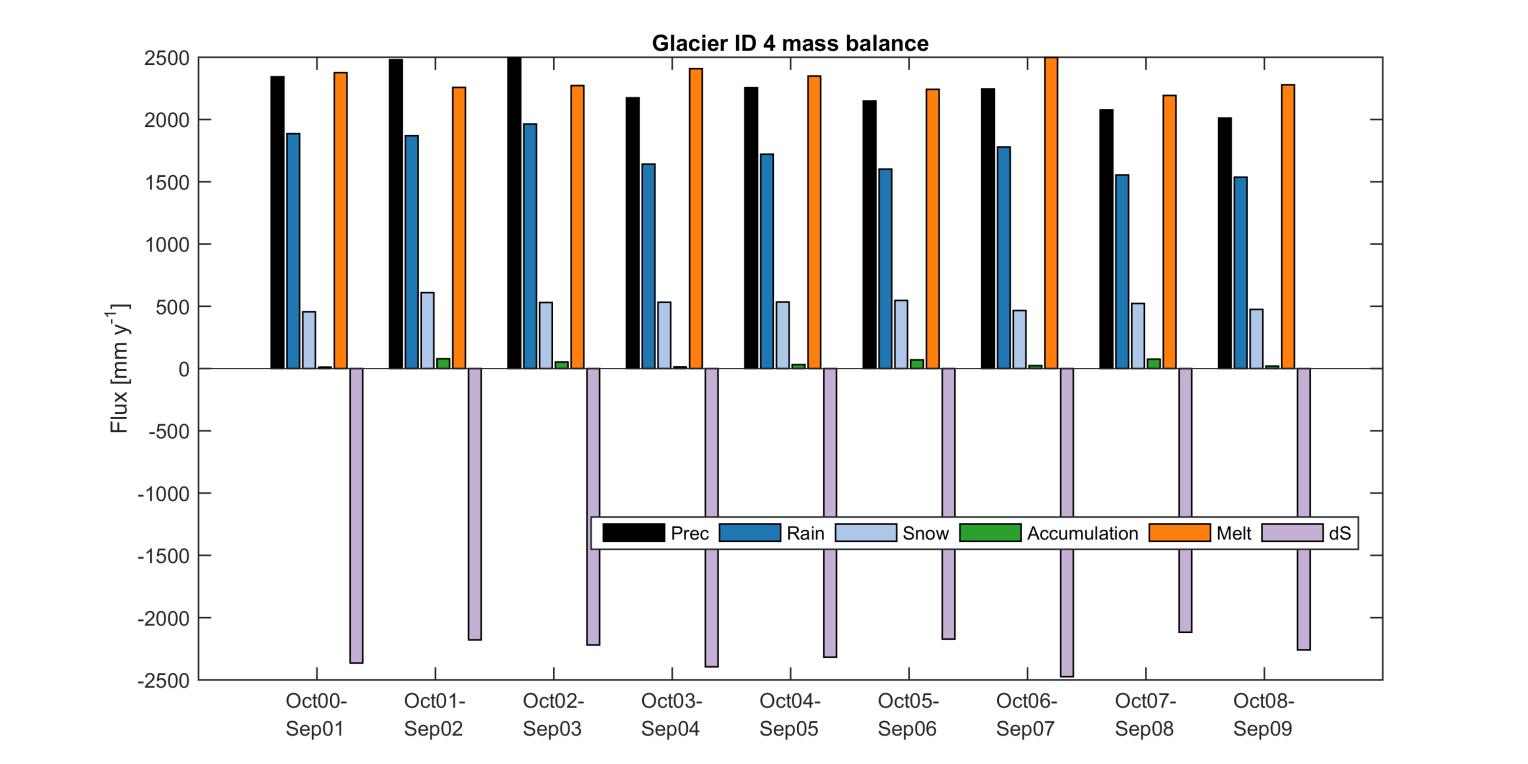 Glacier ID 4 mass balance
2500
2000
1500
1000
500
0
-500
-1000
-1500
-2000
-2500
Flux [mm y⁻¹]
Prec Rain Snow Accumulation Melt dS
Oct00- Oct01- Oct02- Oct03- Oct04- Oct05- Oct06- Oct07- Oct08-
Sep01 Sep02 Sep03 Sep04 Sep05 Sep06 Sep07 Sep08 Sep09